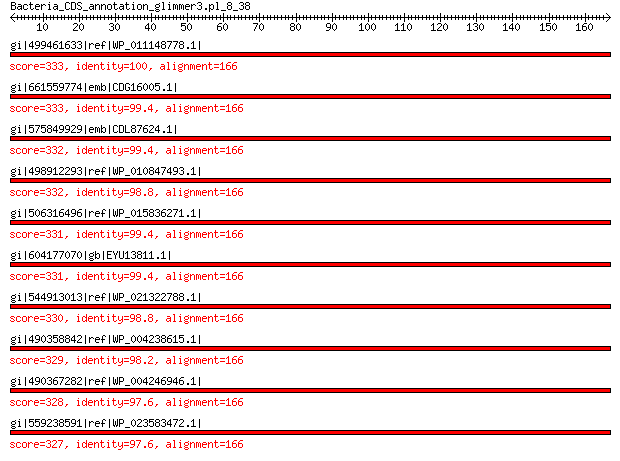 Bacteria_CDS_annotation_glimmer3.pl_8_38
10 20 30 40 50 60 70 80 90 100 110 120 130 140 150 160
gi|499461633|ref|WP_011148778.1|
score=333, identity=100, alignment=166
gi|661559774|emb|CDG16005.1|
score=333, identity=99.4, alignment=166
gi|575849929|emb|CDL87624.1|
score=332, identity=99.4, alignment=166
gi|498912293|ref|WP_010847493.1|
score=332, identity=98.8, alignment=166
gi|506316496|ref|WP_015836271.1|
score=331, identity=99.4, alignment=166
gi|604177070|gb|EYU13811.1|
score=331, identity=99.4, alignment=166
gi|544913013|ref|WP_021322788.1|
score=330, identity=98.8, alignment=166
gi|490358842|ref|WP_004238615.1|
score=329, identity=98.2, alignment=166
gi|490367282|ref|WP_004246946.1|
score=328, identity=97.6, alignment=166
gi|559238591|ref|WP_023583472.1|
score=327, identity=97.6, alignment=166